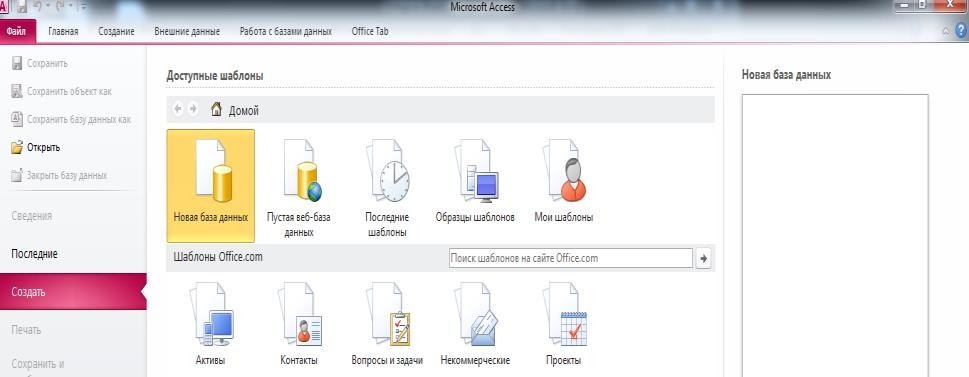 Microsoft Access
Файл Главная Создание Внешние данные Работа с базами данных Office Tab
Сохранить
Сохранить объект как
Сохранить базу данных как
Открыть
Закрыть базу данных
Сведения
Последние
Создать
Печать
Сохранить и
Доступные шаблоны
Домой
Новая база данных
Пустая веб-база данных
Последние шаблоны
Образцы шаблонов
Мои шаблоны
Шаблоны Office.com
Поиск шаблонов на сайте Office.com
Активы
Контакты
Вопросы и задачи
Некоммерческие
Проекты
Новая база данных